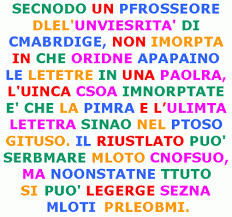 SECNODO UN PFROSSEORE
DLEL'UNVIESRITA' DI
CMABRDIGE, NON IMORPTA
IN CHE ORIDNE APAPAINO
LE LETETRE IN UNA PAOLRA,
L'UINCA CSOA IMNORPTATE
E' CHE LA PIMRA E L'ULIMTA
LETETRA SINAO NEL PTOSO
GITUSO. IL RIUSTLATO PUO'
SERBMARE MLOTO CNOFSUO,
MA NOONSTATNE TTUTO
SI PUO' LEGERGE SEZNA
MLOTI PRLEOBMI.